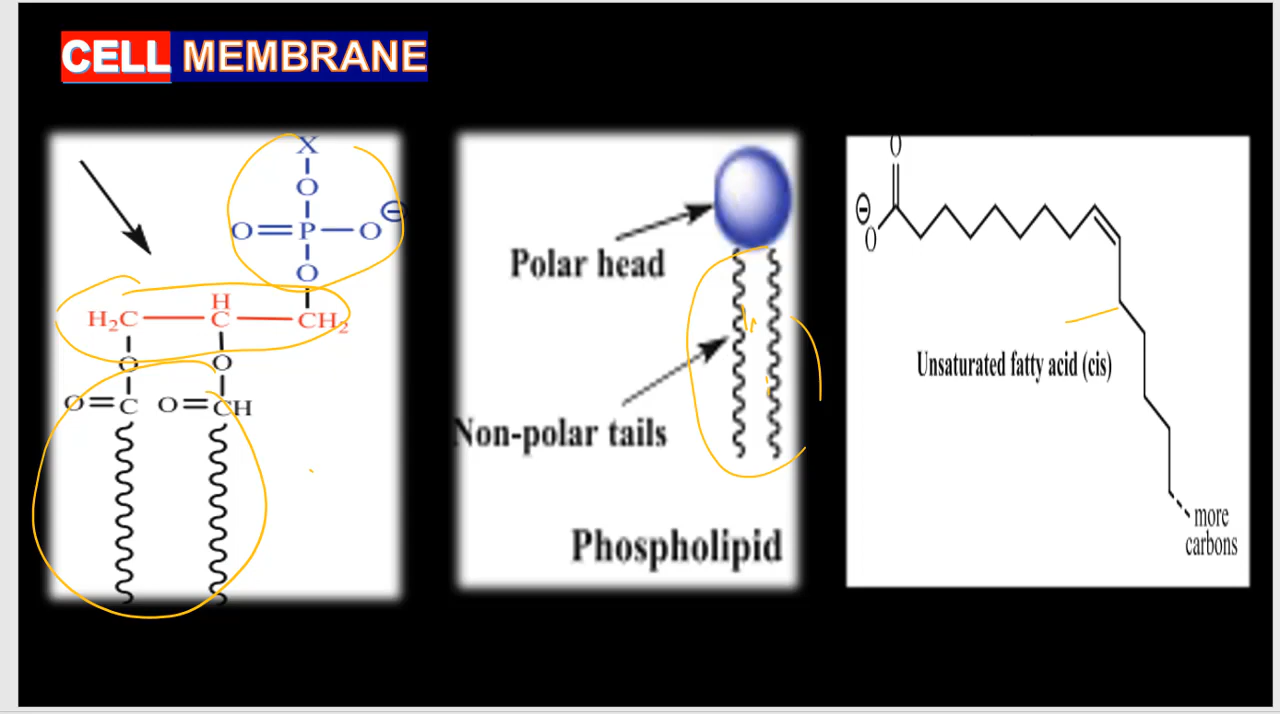 CELL MEMBRANE
X
O
O=P—O⊖
O
H
H₂C—C—CH₂
O O
O=C O=CH
Polar head
Non-polar tails
Phospholipid
O
⊖
O
Unsaturated fatty acid (cis)
more
carbons